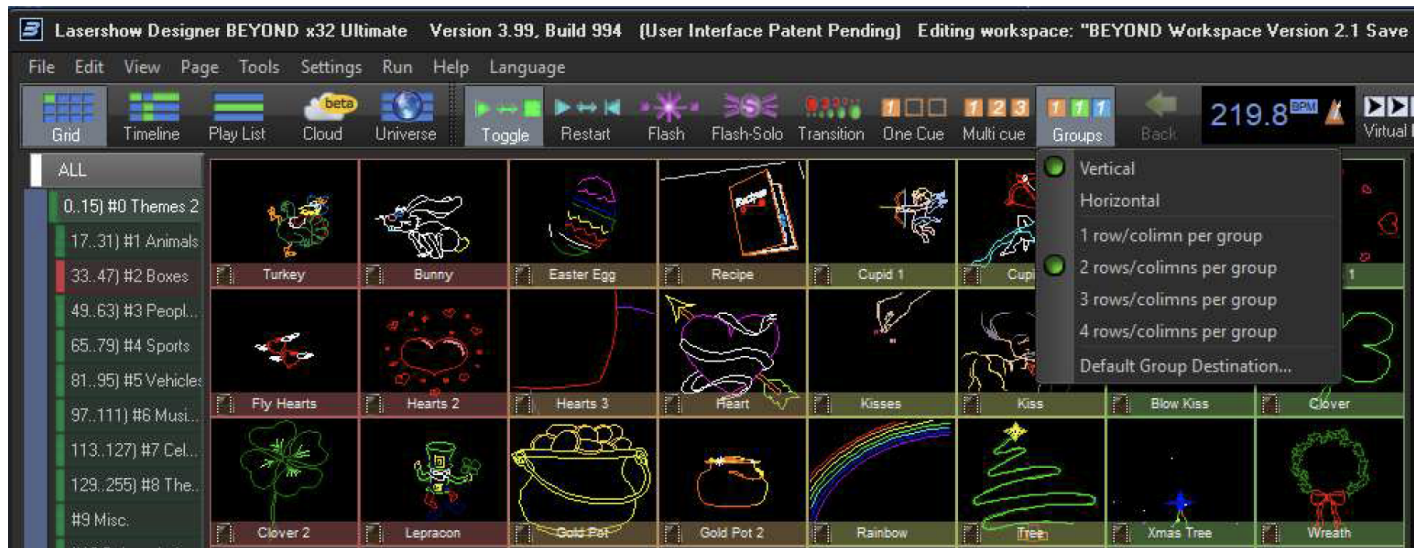 Lasershow Designer BEYOND x32 Ultimate Version 3.99, Build 994 (User Interface Patent Pending) Editing workspace: "BEYOND Workspace Version 2.1 Save
File Edit View Page Tools Settings Run Help Language
beta
219.8 BPM
Grid Timeline Play List Cloud Universe Toggle Restart Flash Flash-Solo Transition One Cue Multi cue Groups Back Virtual
ALL
Vertical
Horizontal
1 row/colimn per group
2 rows/colimns per group
3 rows/colimns per group
4 rows/colimns per group
Default Group Destination...
0..15) #0 Themes 2
17..31) #1 Animals
33..47) #2 Boxes
49..63) #3 Peopl...
65..79) #4 Sports
81..95) #5 Vehicles
97..111) #6 Musi...
113..127) #7 Cel...
129..255) #8 The..
#9 Misc.
Recipes
Turkey Bunny Easter Egg Recipe Cupid 1 Cupi 1
Fly Hearts Hearts 2 Hearts 3 Heart Kisses Kiss Blow Kiss Clover
Clover 2 Lepracon Gold Pot Gold Pot 2 Rainbow Tree Xmas Tree Wreath